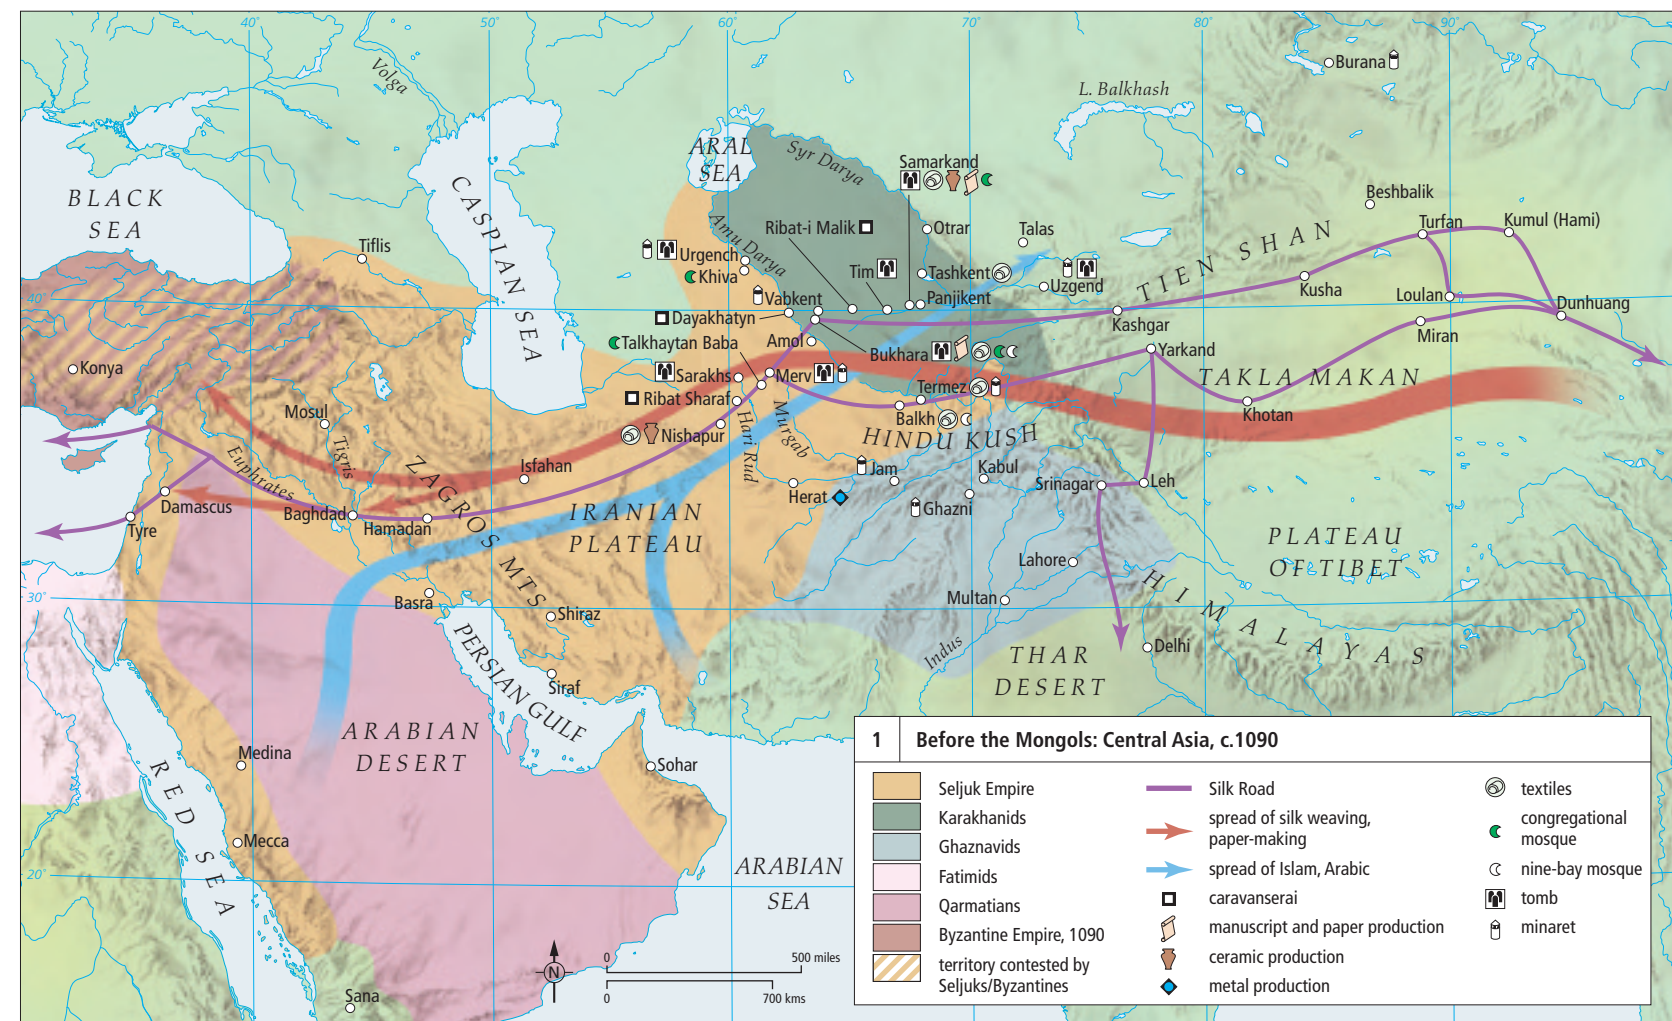 40°
50°
60°
70°
80°
90°
Volga
Burana
L. Balkhash
ARAL
SEA
Syr Darya
Samarkand
BLACK
SEA
CASPIAN SEA
Beshbalik
Turfan
Kumul (Hami)
Tiflis
Amu Darya
Ribat-i Malik
Otrar
Talas
TIEN SHAN
Urgench
Khiva
Tim
Tashkent
Uzgend
Kusha
Loulan
Dunhuang
40°
Vabkent
Panjikent
Dayakhatyn
Kashgar
Miran
Talkhaytan Baba
Amol
Bukhara
Yarkand
Konya
Sarakhs
Merv
Termez
TAKLA MAKAN
Ribat Sharaf
Mosul
Nishapur
Hari Rud
Murgab
Balkh
Khotan
HINDU KUSH
Tigris
Euphrates
ZAGROS MTS
Isfahan
Jam
Kabul
Srinagar
Leh
Damascus
Baghdad
Hamadan
Herat
Ghazni
Tyre
IRANIAN
PLATEAU
PLATEAU
OF TIBET
Lahore
HIMALAYAS
30°
Basra
Shiraz
Multan
Indus
Delhi
PERSIAN GULF
THAR
DESERT
Siraf
ARABIAN
DESERT
Medina
Sohar
RED SEA
Mecca
20°
ARABIAN
SEA
Sana
N
0
500 miles
0
700 kms
1
Before the Mongols: Central Asia, c.1090
Seljuk Empire
Karakhanids
Ghaznavids
Fatimids
Qarmatians
Byzantine Empire, 1090
territory contested by
Seljuks/Byzantines
Silk Road
spread of silk weaving,
paper-making
spread of Islam, Arabic
caravanserai
manuscript and paper production
ceramic production
metal production
textiles
congregational
mosque
nine-bay mosque
tomb
minaret